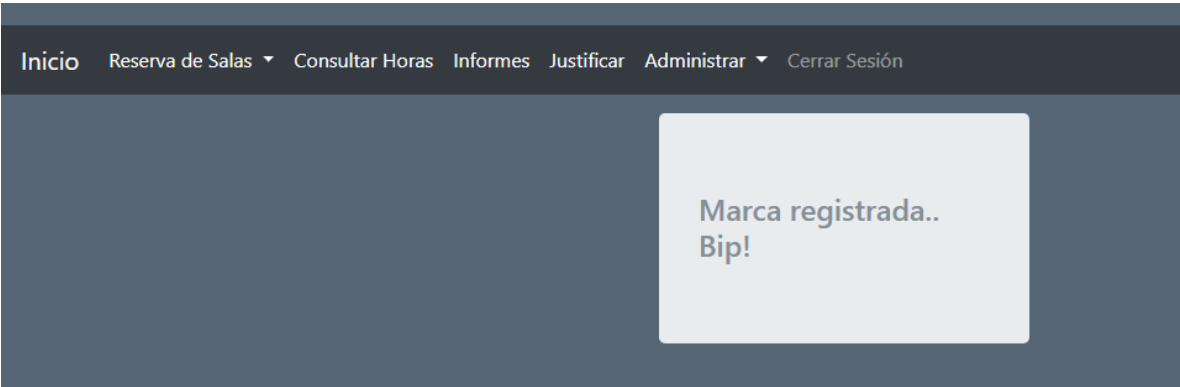 Inicio Reserva de Salas Consultar Horas Informes Justificar Administrar Cerrar Sesión
Marca registrada..
Bip!